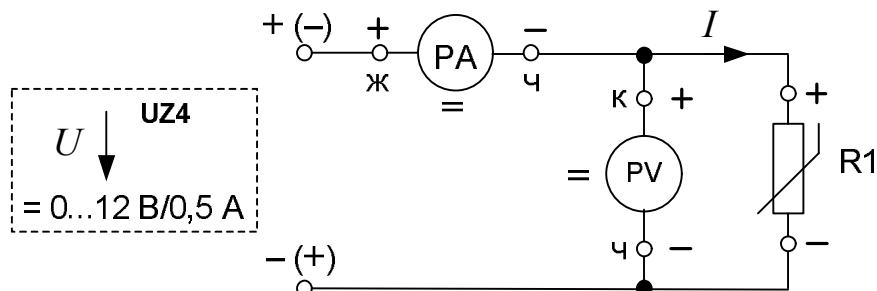 + (–)
+
PA
–
I
ж
ч
=
UZ4
U
= 0...12 В/0,5 А
к
+
+
=
PV
R1
ч
–
–
- (+)